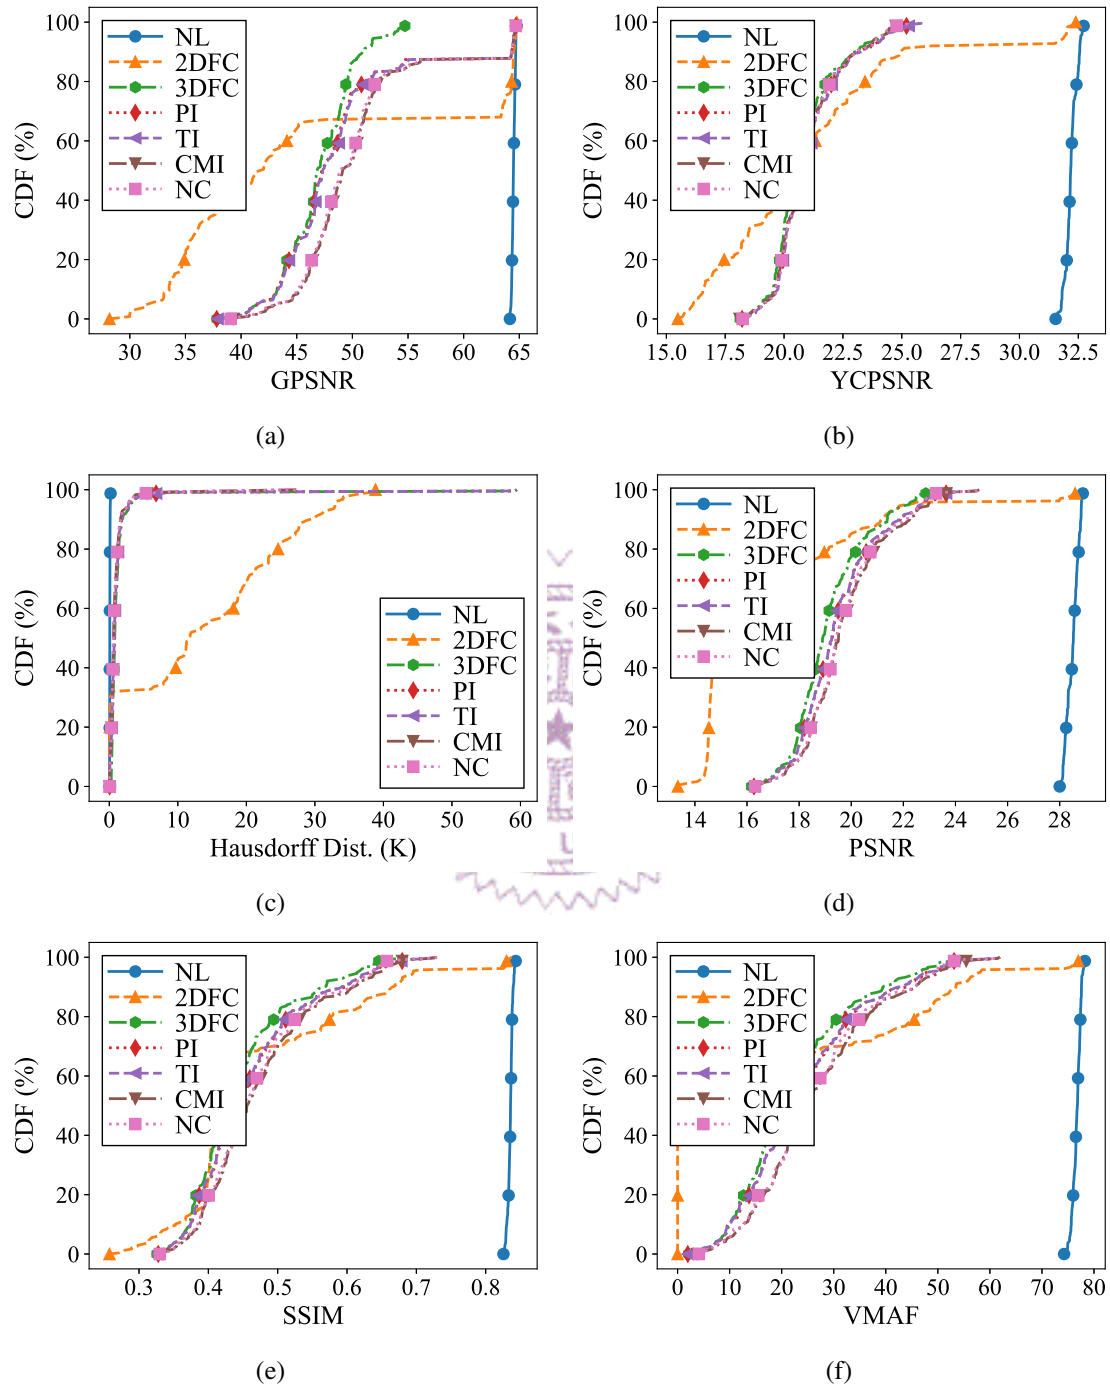 100
80
60
40
20
0
CDF (%)
NL
2DFC
3DFC
PI
TI
CMI
NC
30 35 40 45 50 55 60 65
GPSNR
(a)
100
80
60
40
20
0
CDF (%)
NL
2DFC
3DFC
PI
TI
CMI
NC
15.0 17.5 20.0 22.5 25.0 27.5 30.0 32.5
YCPSNR
(b)
100
80
60
40
20
0
CDF (%)
NL
2DFC
3DFC
PI
TI
CMI
NC
0 10 20 30 40 50 60
Hausdorff Dist. (K)
(c)
100
80
60
40
20
0
CDF (%)
NL
2DFC
3DFC
PI
TI
CMI
NC
14 16 18 20 22 24 26 28
PSNR
(d)
100
80
60
40
20
0
CDF (%)
NL
2DFC
3DFC
PI
TI
CMI
NC
0.3 0.4 0.5 0.6 0.7 0.8
SSIM
(e)
100
80
60
40
20
0
CDF (%)
NL
2DFC
3DFC
PI
TI
CMI
NC
0 10 20 30 40 50 60 70 80
VMAF
(f)